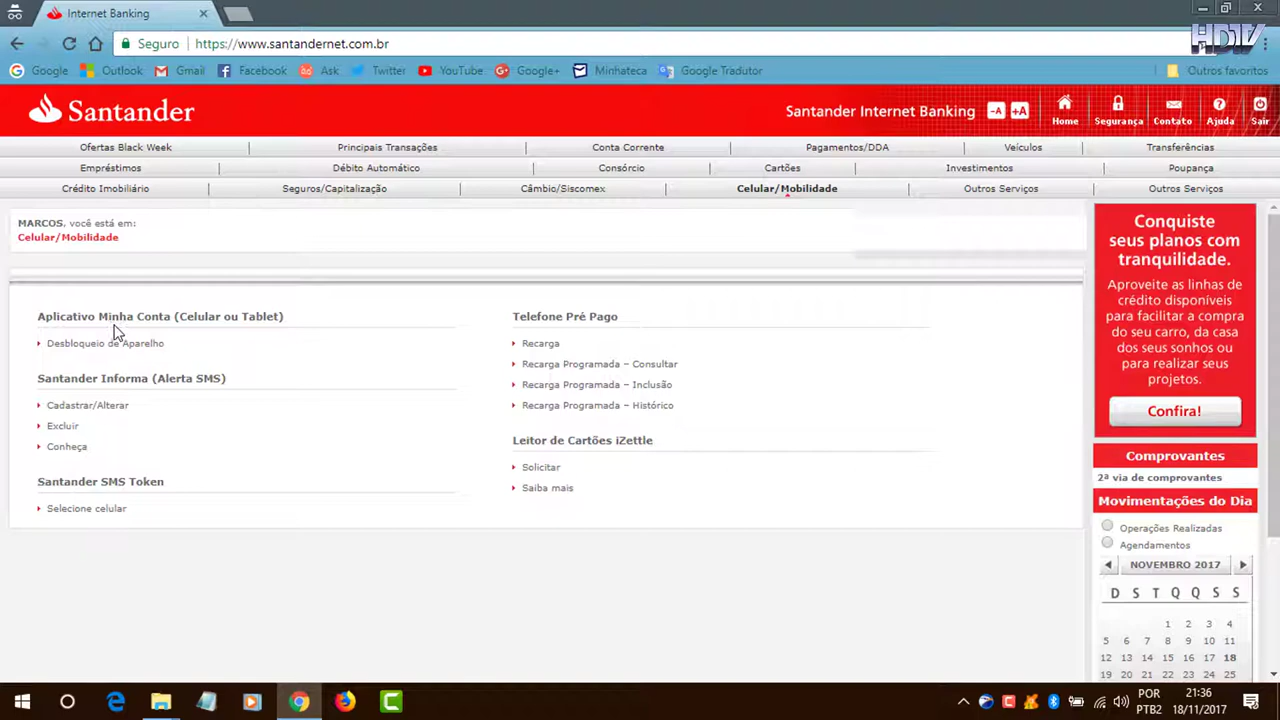 Internet Banking
HDTV
Seguro https://www.santandernet.com.br
Google Outlook Gmail Facebook Ask Twitter YouTube Google+ Minhateca Google Tradutor Outros favoritos
Santander
Santander Internet Banking -A +A Home Segurança Contato Ajuda Sair
Ofertas Black Week Principais Transações Conta Corrente Pagamentos/DDA Veículos Transferências
Empréstimos Débito Automático Consórcio Cartões Investimentos Poupança
Crédito Imobiliário Seguros/Capitalização Câmbio/Siscomex Celular/Mobilidade Outros Serviços Outros Serviços
MARCOS, você está em:
Celular/Mobilidade
Aplicativo Minha Conta (Celular ou Tablet)
Desbloqueio de Aparelho
Santander Informa (Alerta SMS)
Cadastrar/Alterar
Excluir
Conheça
Santander SMS Token
Selecione celular
Telefone Pré Pago
Recarga
Recarga Programada – Consultar
Recarga Programada – Inclusão
Recarga Programada – Histórico
Leitor de Cartões iZettle
Solicitar
Saiba mais
Conquiste
seus planos com
tranquilidade.
Aproveite as linhas de
crédito disponíveis
para facilitar a compra
do seu carro, da casa
dos seus sonhos ou
para realizar seus
projetos.
Confira!
Comprovantes
2ª via de comprovantes
Movimentações do Dia
Operações Realizadas
Agendamentos
NOVEMBRO 2017
D S T Q Q S S
1 2 3 4
5 6 7 8 9 10 11
12 13 14 15 16 17 18
19 20 21 22 23 24 25
POR 21:36
PTB2 18/11/2017